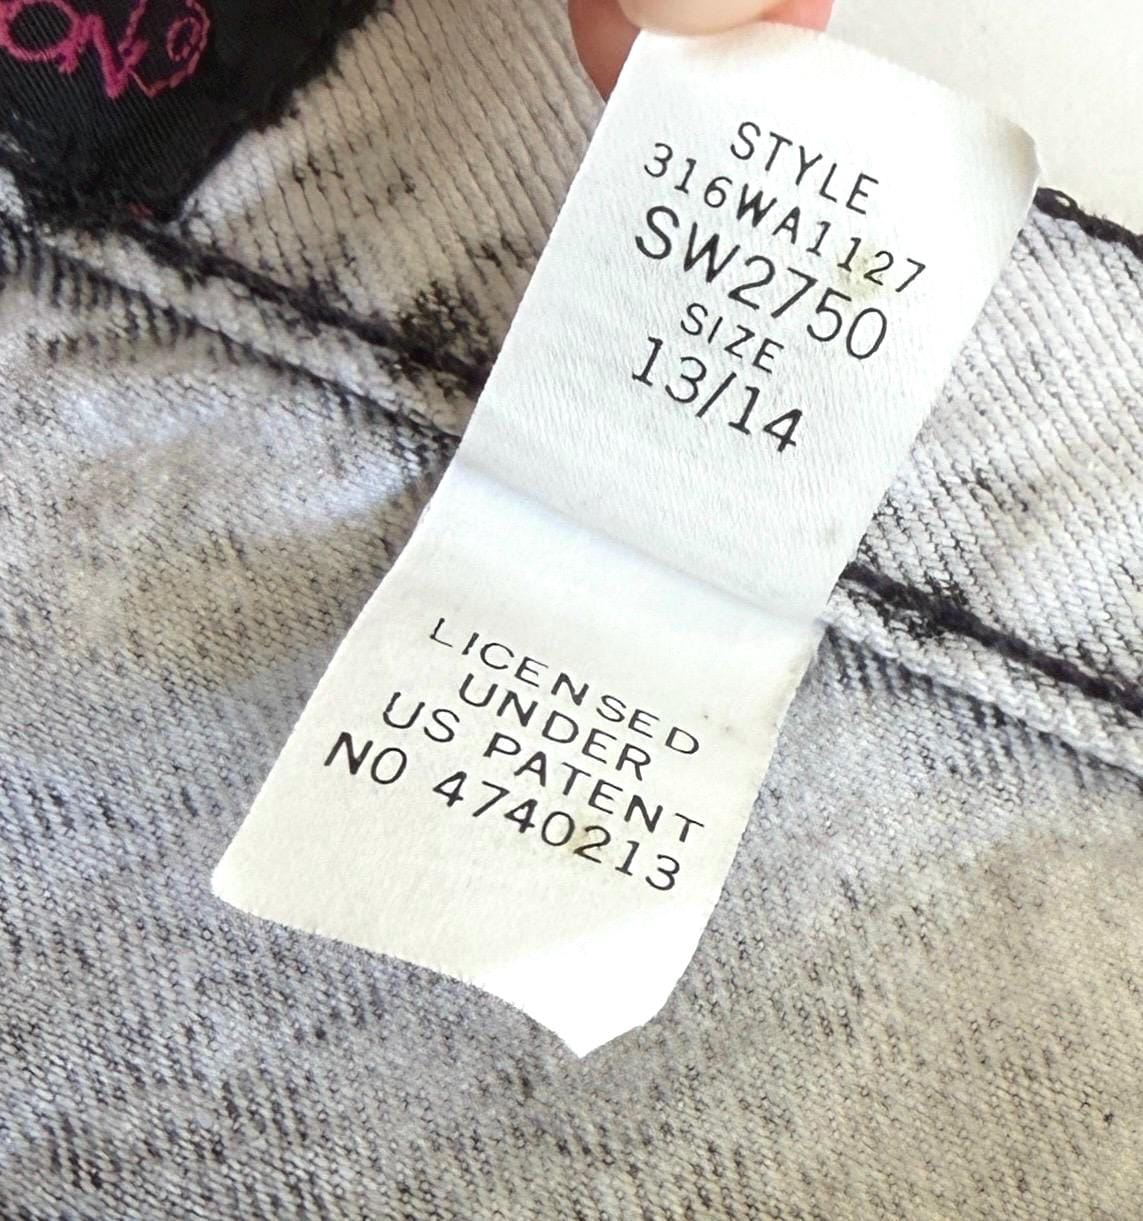 STYLE
316WA1127
SW2750
SIZE
13/14
LICENSED
UNDER
US PATENT
NO 4740213